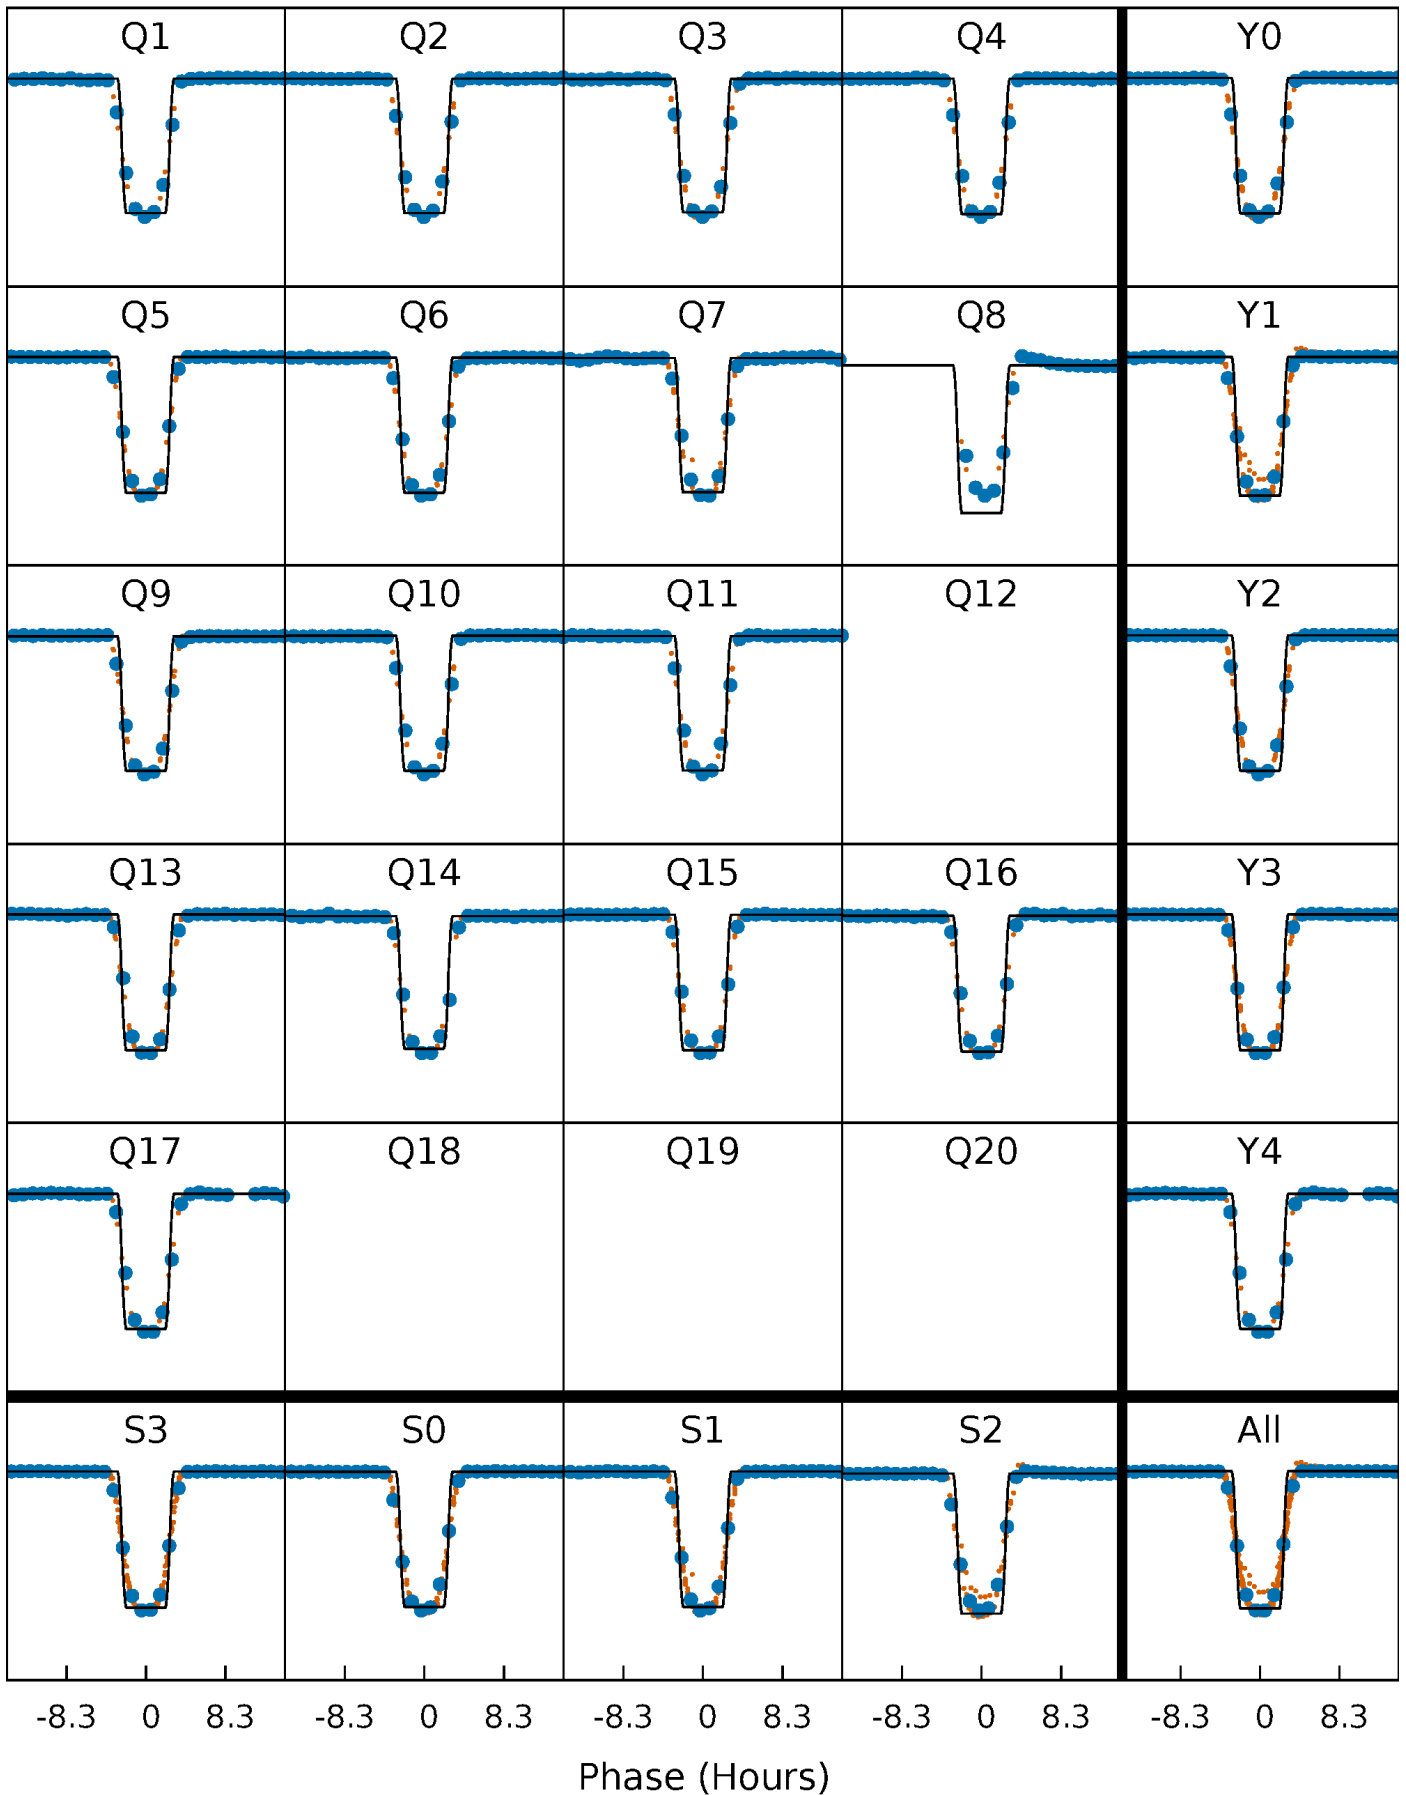 Q1 Q2 Q3 Q4 Y0
Q5 Q6 Q7 Q8 Y1
Q9 Q10 Q11 Q12 Y2
Q13 Q14 Q15 Q16 Y3
Q17 Q18 Q19 Q20 Y4
S3 S0 S1 S2 All
-8.3 0 8.3 -8.3 0 8.3 -8.3 0 8.3 -8.3 0 8.3 -8.3 0 8.3
Phase (Hours)